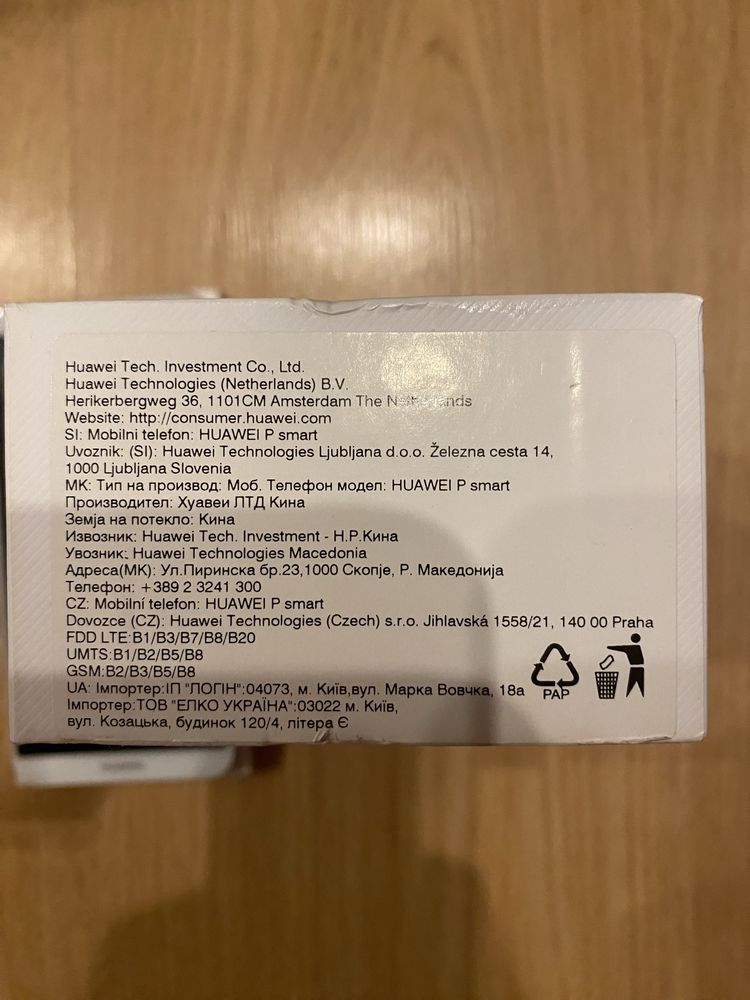 Huawei Tech. Investment Co., Ltd.
Huawei Technologies (Netherlands) B.V.
Herikerbergweg 36, 1101CM Amsterdam The Netherlands
Website: http://consumer.huawei.com
SI: Mobilni telefon: HUAWEI P smart
Uvoznik: (SI): Huawei Technologies Ljubljana d.o.o. Železna cesta 14,
1000 Ljubljana Slovenia
МК: Тип на производ: Моб. Телефон модел: HUAWEI P smart
Производител: Хуавеи ЛТД Кина
Земја на потекло: Кина
Извозник: Huawei Tech. Investment - Н.Р.Кина
Увозник: Huawei Technologies Macedonia
Адреса(МК): Ул.Пиринска бр.23,1000 Скопје, Р. Македонија
Телефон: +389 2 3241 300
CZ: Mobilní telefon: HUAWEI P smart
Dovozce (CZ): Huawei Technologies (Czech) s.r.o. Jihlavská 1558/21, 140 00 Praha
FDD LTE:B1/B3/B7/B8/B20
UMTS:B1/B2/B5/B8
GSM:B2/B3/B5/B8
UA: Імпортер:ІП "ЛОГІН":04073, м. Київ,вул. Марка Вовчка, 18а
Імпортер:ТОВ "ЕЛКО УКРАЇНА":03022 м. Київ,
вул. Козацька, будинок 120/4, літера Є
PAP